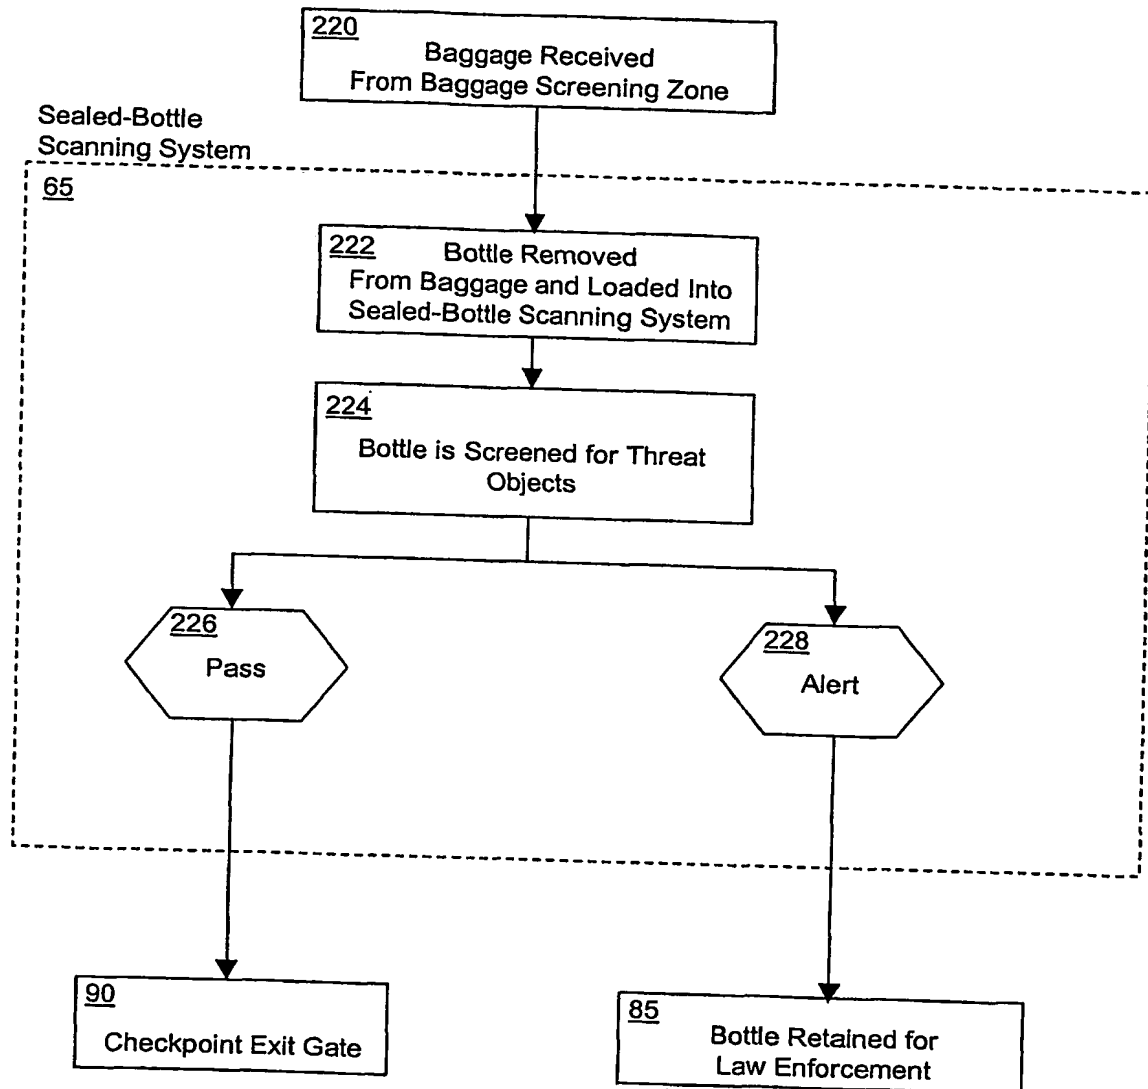 220
Baggage Received
From Baggage Screening Zone
Sealed-Bottle
Scanning System
65
222
Bottle Removed
From Baggage and Loaded Into
Sealed-Bottle Scanning System
224
Bottle is Screened for Threat
Objects
226
Pass
228
Alert
90
Checkpoint Exit Gate
85
Bottle Retained for
Law Enforcement